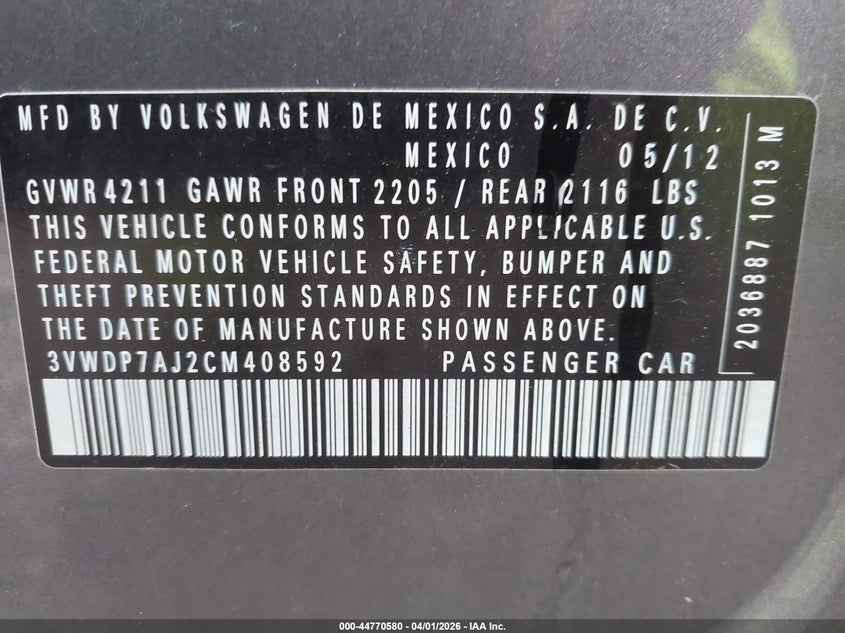 MFD BY VOLKSWAGEN DE MEXICO S.A. DE C.V.
MEXICO 05/12
GVWR 4211 GAWR FRONT 2205 / REAR 2116 LBS
THIS VEHICLE CONFORMS TO ALL APPLICABLE U.S.
FEDERAL MOTOR VEHICLE SAFETY, BUMPER AND
THEFT PREVENTION STANDARDS IN EFFECT ON
THE DATE OF MANUFACTURE SHOWN ABOVE.
3VWDP7AJ2CM408592 PASSENGER CAR
2036887 1013 M
000-44770580 - 04/01/2026 - IAA Inc.